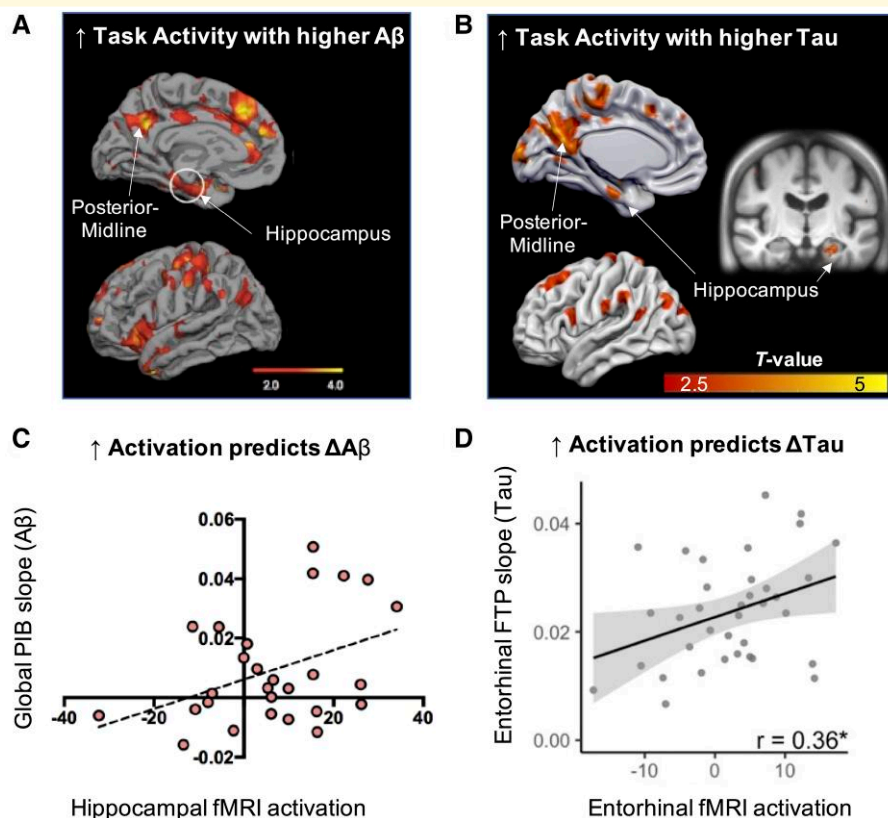 A
↑ Task Activity with higher Aβ
Posterior-
Midline
Hippocampus
2.0
4.0
B
↑ Task Activity with higher Tau
Posterior-
Midline
Hippocampus
T-value
2.5
5
C
↑ Activation predicts ΔAβ
Global PIB slope (Aβ)
0.06
0.04
0.02
-0.02
-40
-20
20
40
Hippocampal fMRI activation
D
↑ Activation predicts ΔTau
Entorhinal FTP slope (Tau)
0.04
0.02
0.00
r = 0.36*
-10
0
10
Entorhinal fMRI activation